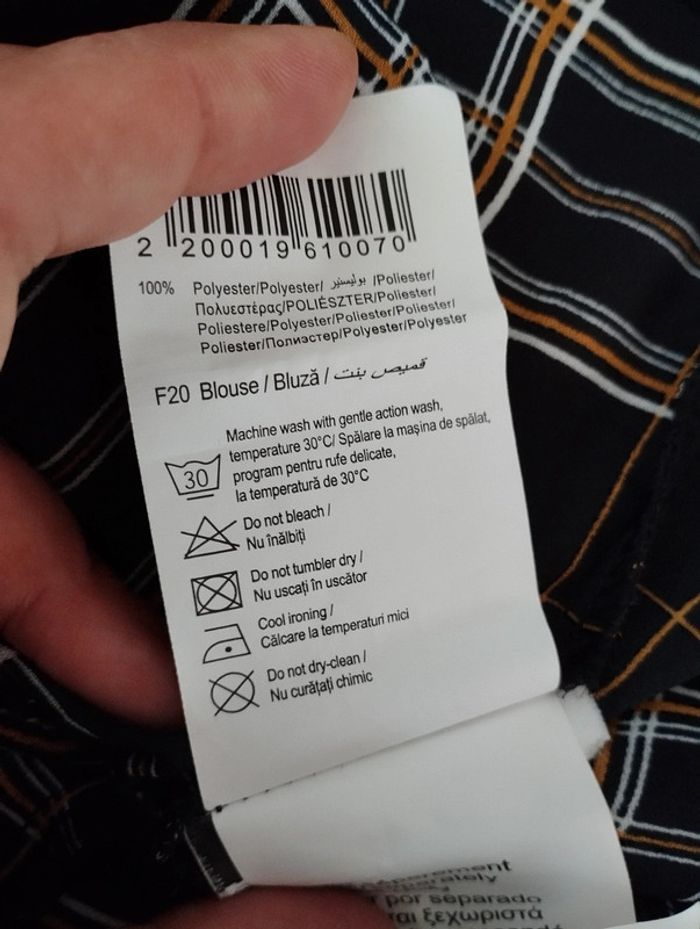 2 200019 610070
100% Polyester/Polyester/ بوليستير /Poliester/
Πολυεστέρας/POLIÉSZTER/Poliester/
Poliestere/Polyester/Poliester/Poliester/
Poliester/Полиэстер/Polyester/Polyester
F20 Blouse / Bluză / قميص بنت
Machine wash with gentle action wash,
temperature 30°C/ Spălare la mașina de spălat,
program pentru rufe delicate,
la temperatură de 30°C
30
Do not bleach /
Nu înălbiți
Do not tumbler dry /
Nu uscați în uscător
Cool ironing /
Călcare la temperaturi mici
Do not dry-clean /
Nu curățați chimic
por separado
ξεχωριστά